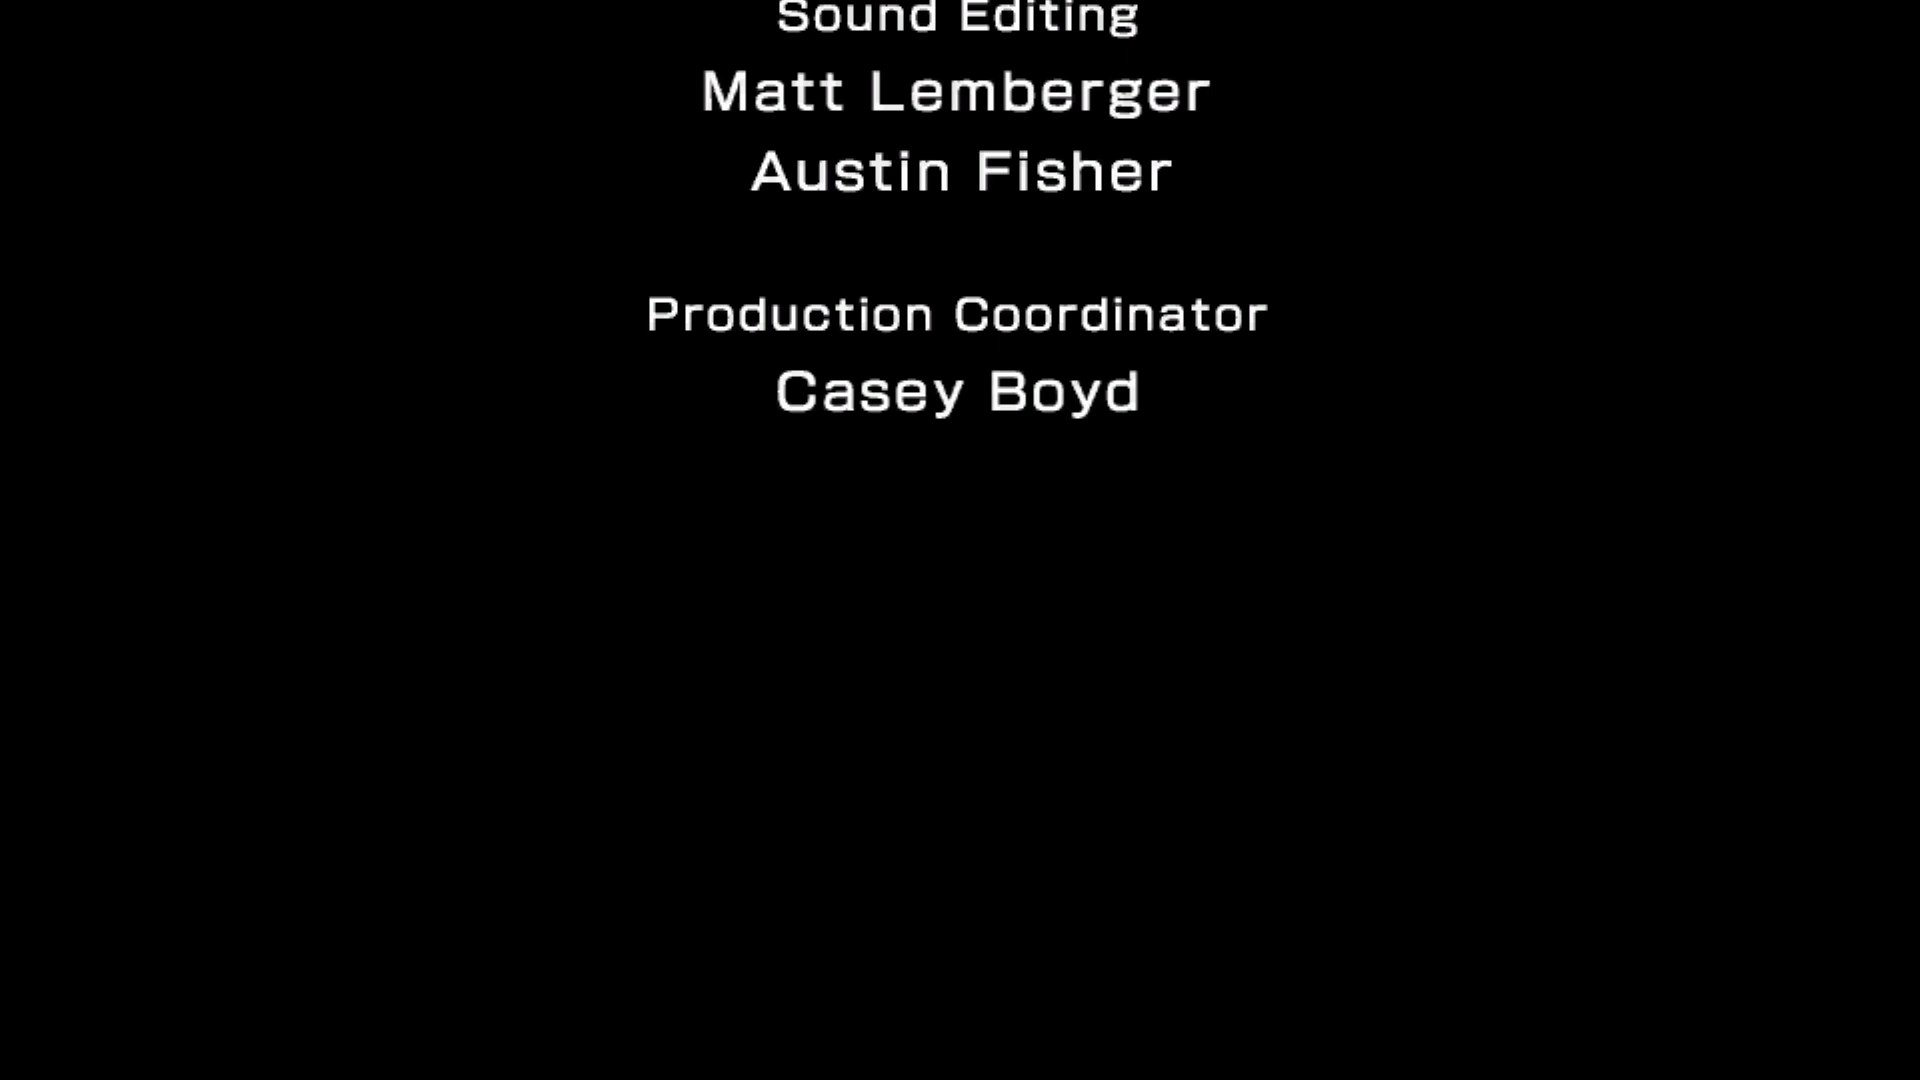 Sound Editing
Matt Lemberger
Austin Fisher
Production Coordinator
Casey Boyd